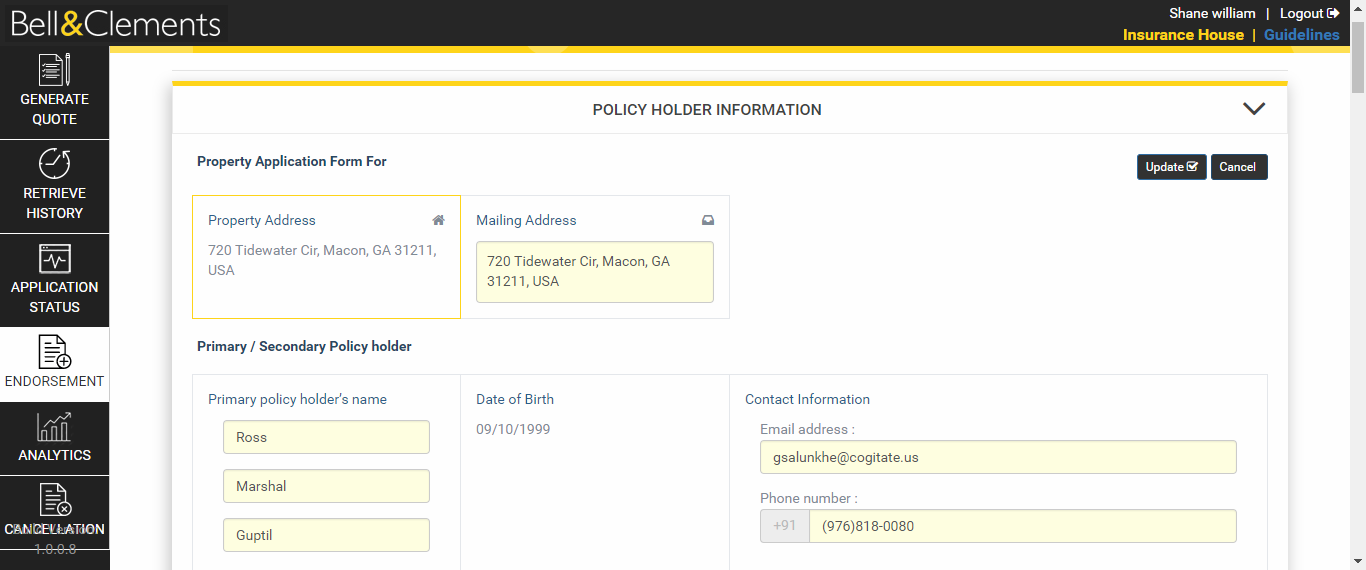 Bell&Clements
Shane william | Logout
Insurance House | Guidelines
GENERATE
QUOTE
RETRIEVE
HISTORY
APPLICATION
STATUS
ENDORSEMENT
ANALYTICS
CANCELLATION
Build Version
1.0.0.8
POLICY HOLDER INFORMATION
Property Application Form For
Update
Cancel
Property Address
720 Tidewater Cir, Macon, GA 31211,
USA
Mailing Address
720 Tidewater Cir, Macon, GA
31211, USA
Primary / Secondary Policy holder
Primary policy holder's name
Ross
Marshal
Guptil
Date of Birth
09/10/1999
Contact Information
Email address :
gsalunkhe@cogitate.us
Phone number :
+91 (976)818-0080